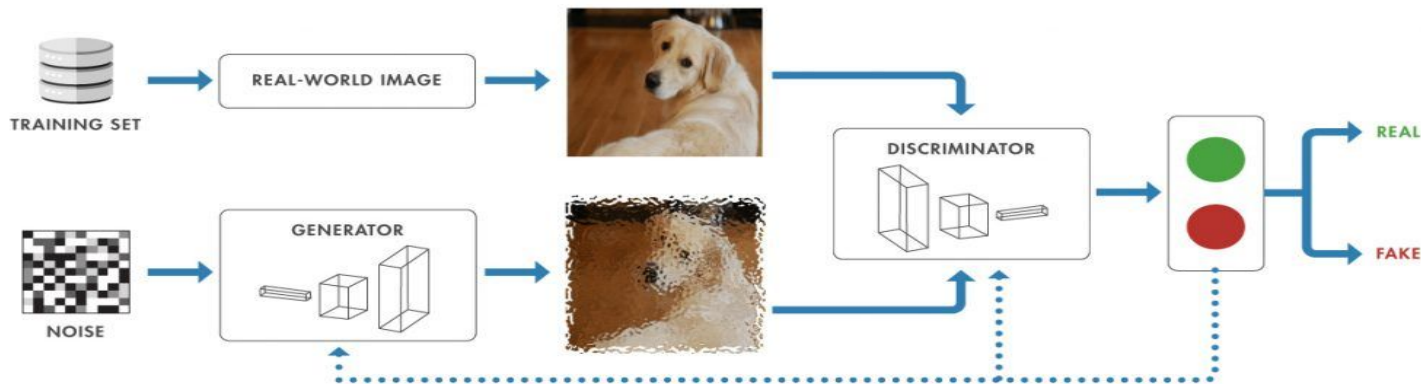 TRAINING SET
REAL-WORLD IMAGE
DISCRIMINATOR
REAL
GENERATOR
FAKE
NOISE